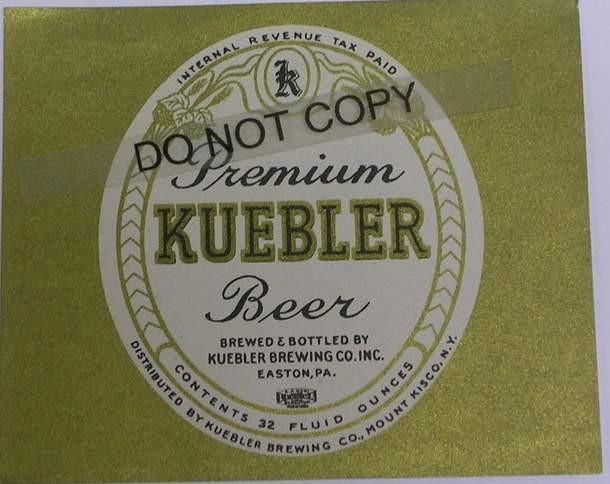 INTERNAL REVENUE TAX PAID
k
DO NOT COPY
Premium
KUEBLER
Beer
BREWED & BOTTLED BY
KUEBLER BREWING CO. INC.
EASTON, PA.
CONTENTS 32 FLUID OUNCES
DISTRIBUTED BY KUEBLER BREWING CO., MOUNT KISCO, N.Y.